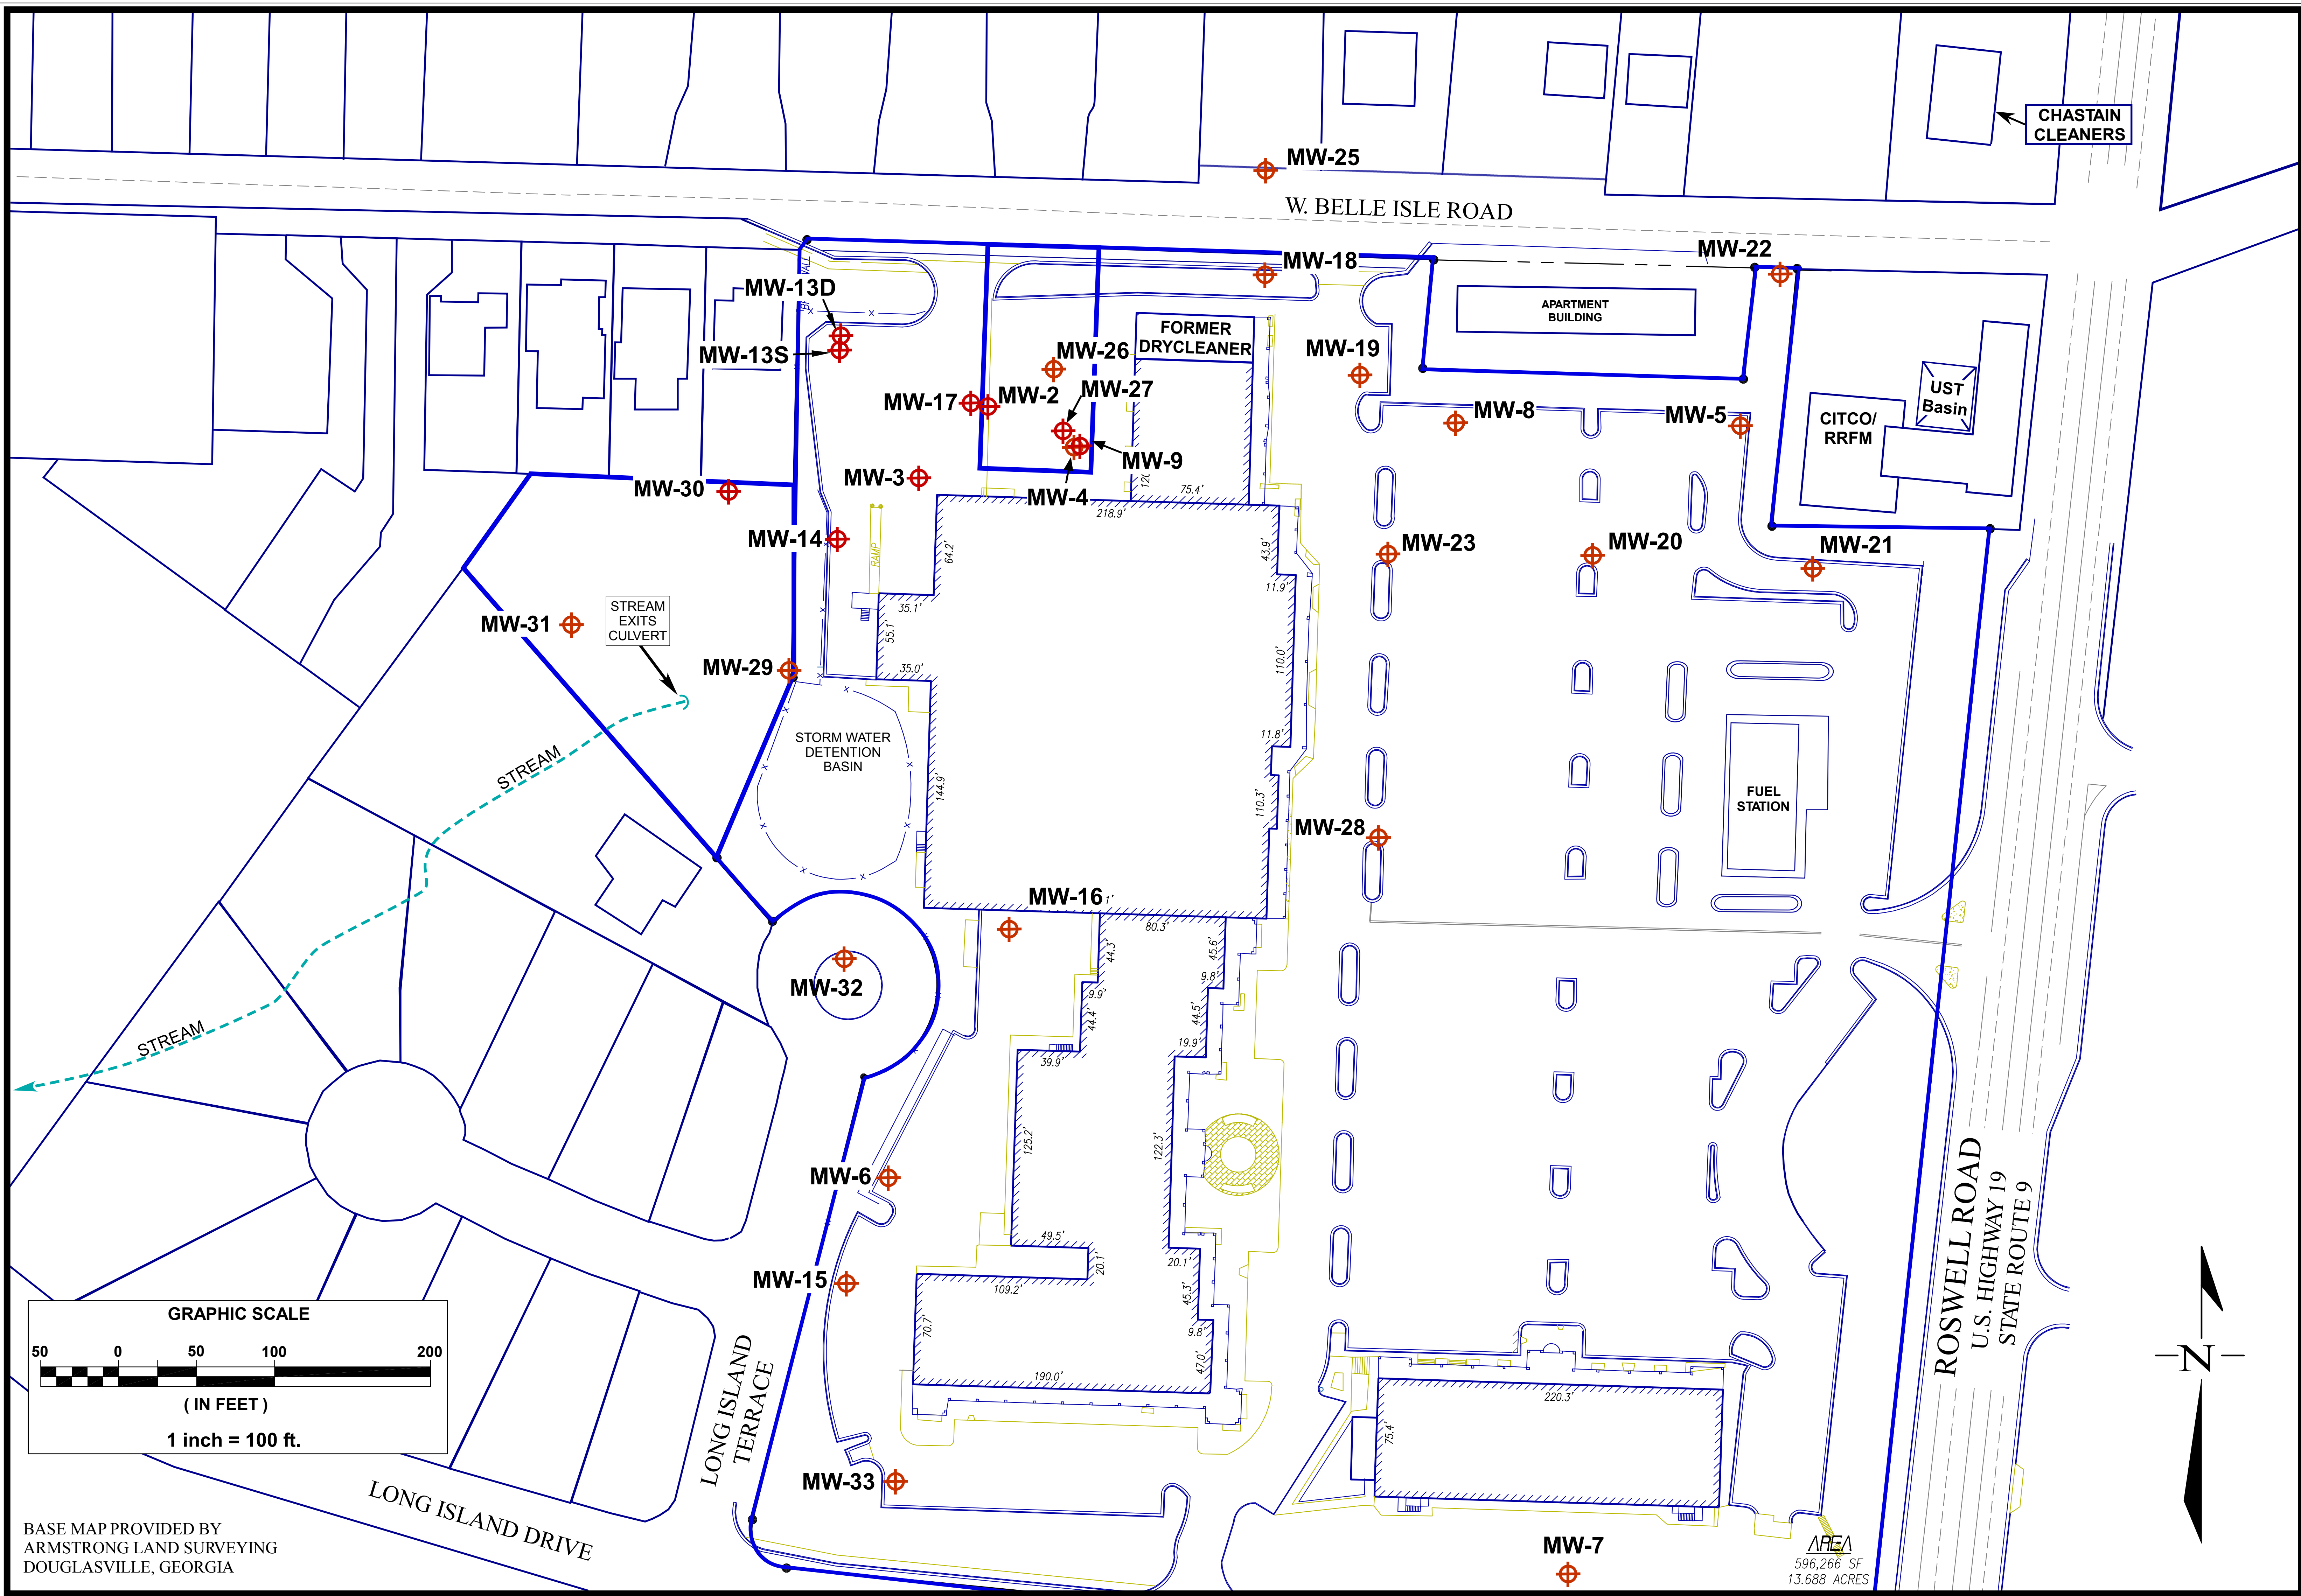 CHASTAIN
CLEANERS
MW-25
W. BELLE ISLE ROAD
MW-22
MW-18
MW-13D
APARTMENT
BUILDING
FORMER
DRYCLEANER
MW-13S
MW-26
MW-19
MW-27
MW-17
MW-2
MW-8
MW-5
UST
Basin
CITCO/
RRFM
MW-9
MW-3
MW-30
MW-4
75.4'
218.9'
MW-14
RAMP
64.2'
43.9'
MW-23
MW-20
MW-21
11.9'
35.1'
55.1'
35.0'
110.0'
MW-31
STREAM
EXITS
CULVERT
MW-29
STORM WATER
DETENTION
BASIN
11.8'
144.9'
110.3'
STREAM
FUEL
STATION
MW-28
MW-16
80.3'
44.3'
45.6'
9.8'
9.9'
44.4'
44.5'
19.9'
39.9'
MW-32
STREAM
125.2'
122.3'
MW-6
49.5'
20.1'
20.1'
109.2'
45.3'
MW-15
70.7'
9.8'
47.0'
190.0'
220.3'
75.4'
ROSWELL ROAD
U.S. HIGHWAY 19
STATE ROUTE 9
N
GRAPHIC SCALE
50 0 50 100 200
( IN FEET )
1 inch = 100 ft.
LONG ISLAND
TERRACE
MW-33
LONG ISLAND DRIVE
MW-7
AREA
596,266 SF
13.688 ACRES
BASE MAP PROVIDED BY
ARMSTRONG LAND SURVEYING
DOUGLASVILLE, GEORGIA